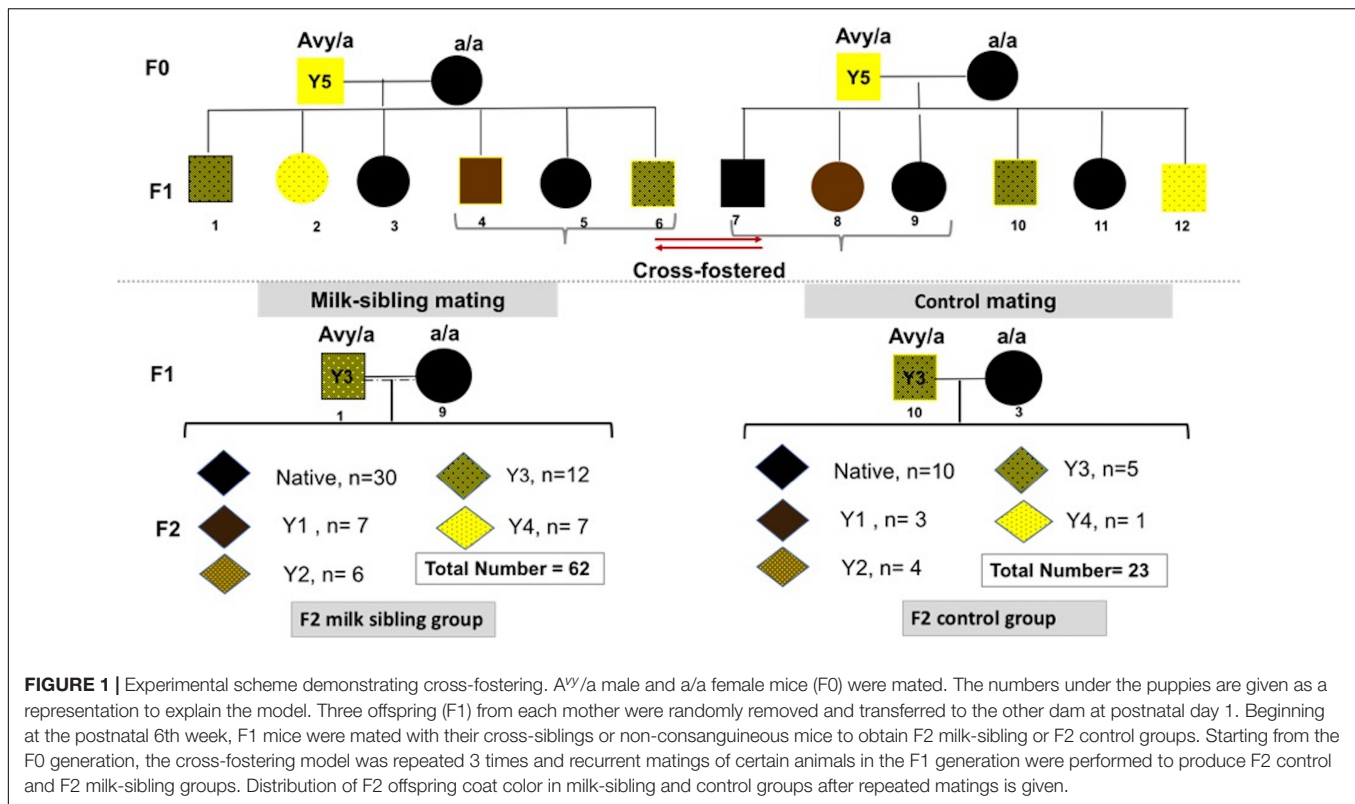 Avy/a a/a Avy/a a/a
F0 Y5 Y5
F1
1 2 3 4 5 6 7 8 9 10 11 12
Cross-fostered
Milk-sibling mating Control mating
Avy/a a/a Avy/a a/a
F1 Y3 Y3
1 9 10 3
Native, n=30 Y3, n=12 Native, n=10 Y3, n=5
F2 Y1 , n= 7 Y4, n= 7 Y1 , n= 3 Y4, n= 1
Y2, n= 6 Total Number = 62 Y2, n= 4 Total Number= 23
F2 milk sibling group F2 control group
FIGURE 1 | Experimental scheme demonstrating cross-fostering. Avy/a male and a/a female mice (F0) were mated. The numbers under the puppies are given as a
representation to explain the model. Three offspring (F1) from each mother were randomly removed and transferred to the other dam at postnatal day 1. Beginning
at the postnatal 6th week, F1 mice were mated with their cross-siblings or non-consanguineous mice to obtain F2 milk-sibling or F2 control groups. Starting from the
F0 generation, the cross-fostering model was repeated 3 times and recurrent matings of certain animals in the F1 generation were performed to produce F2 control
and F2 milk-sibling groups. Distribution of F2 offspring coat color in milk-sibling and control groups after repeated matings is given.